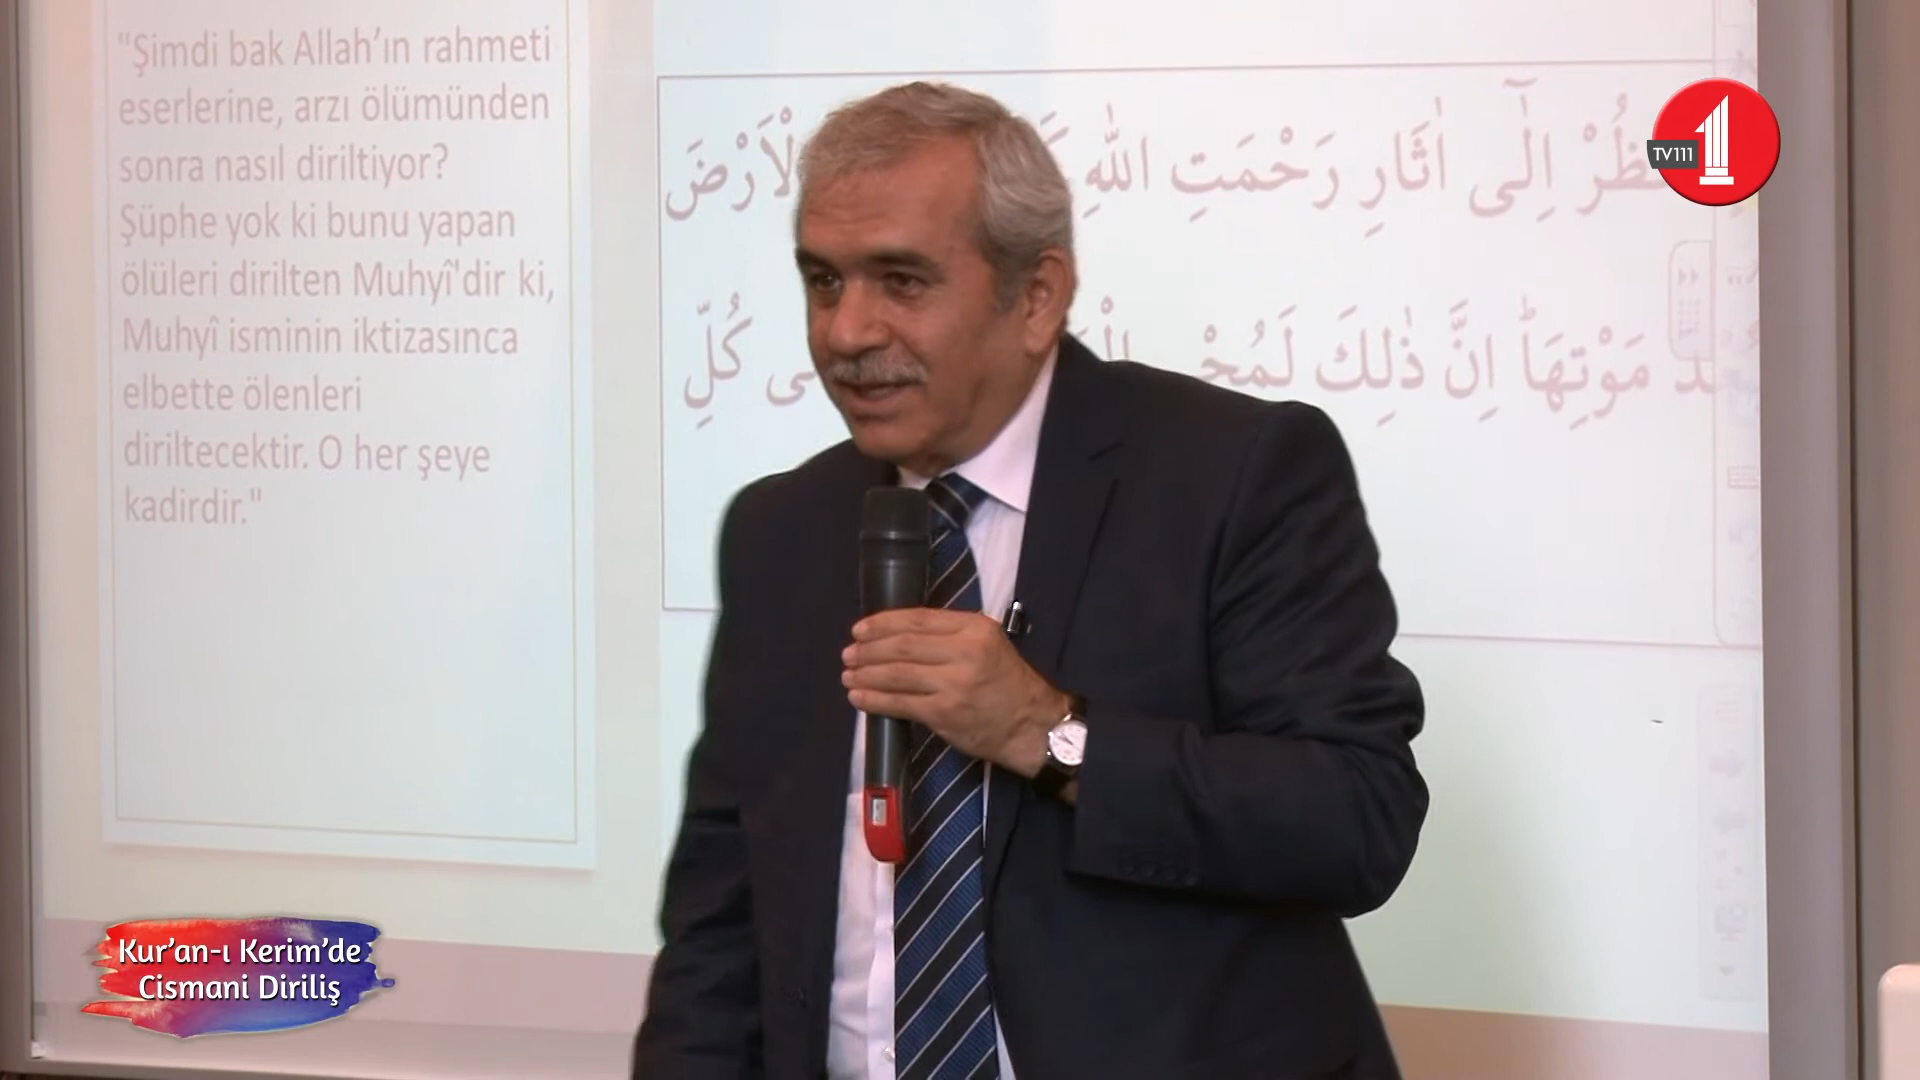 "Şimdi bak Allah’ın rahmeti
eserlerine, arzı ölümünden
sonra nasıl diriltiyor?
Şüphe yok ki bunu yapan
ölüleri dirilten Muhyî'dir ki,
Muhyî isminin iktizasınca
elbette ölenleri
diriltecektir. O her şeye
kadirdir."
اِلٰٓى اٰثَارِ رَحْمَتِ اللّٰهِ الْاَرْضَ
مَوْتِهَاۜ اِنَّ ذٰلِكَ كُلِّ
TV111
1
Kur’an-ı Kerim’de
Cismani Diriliş